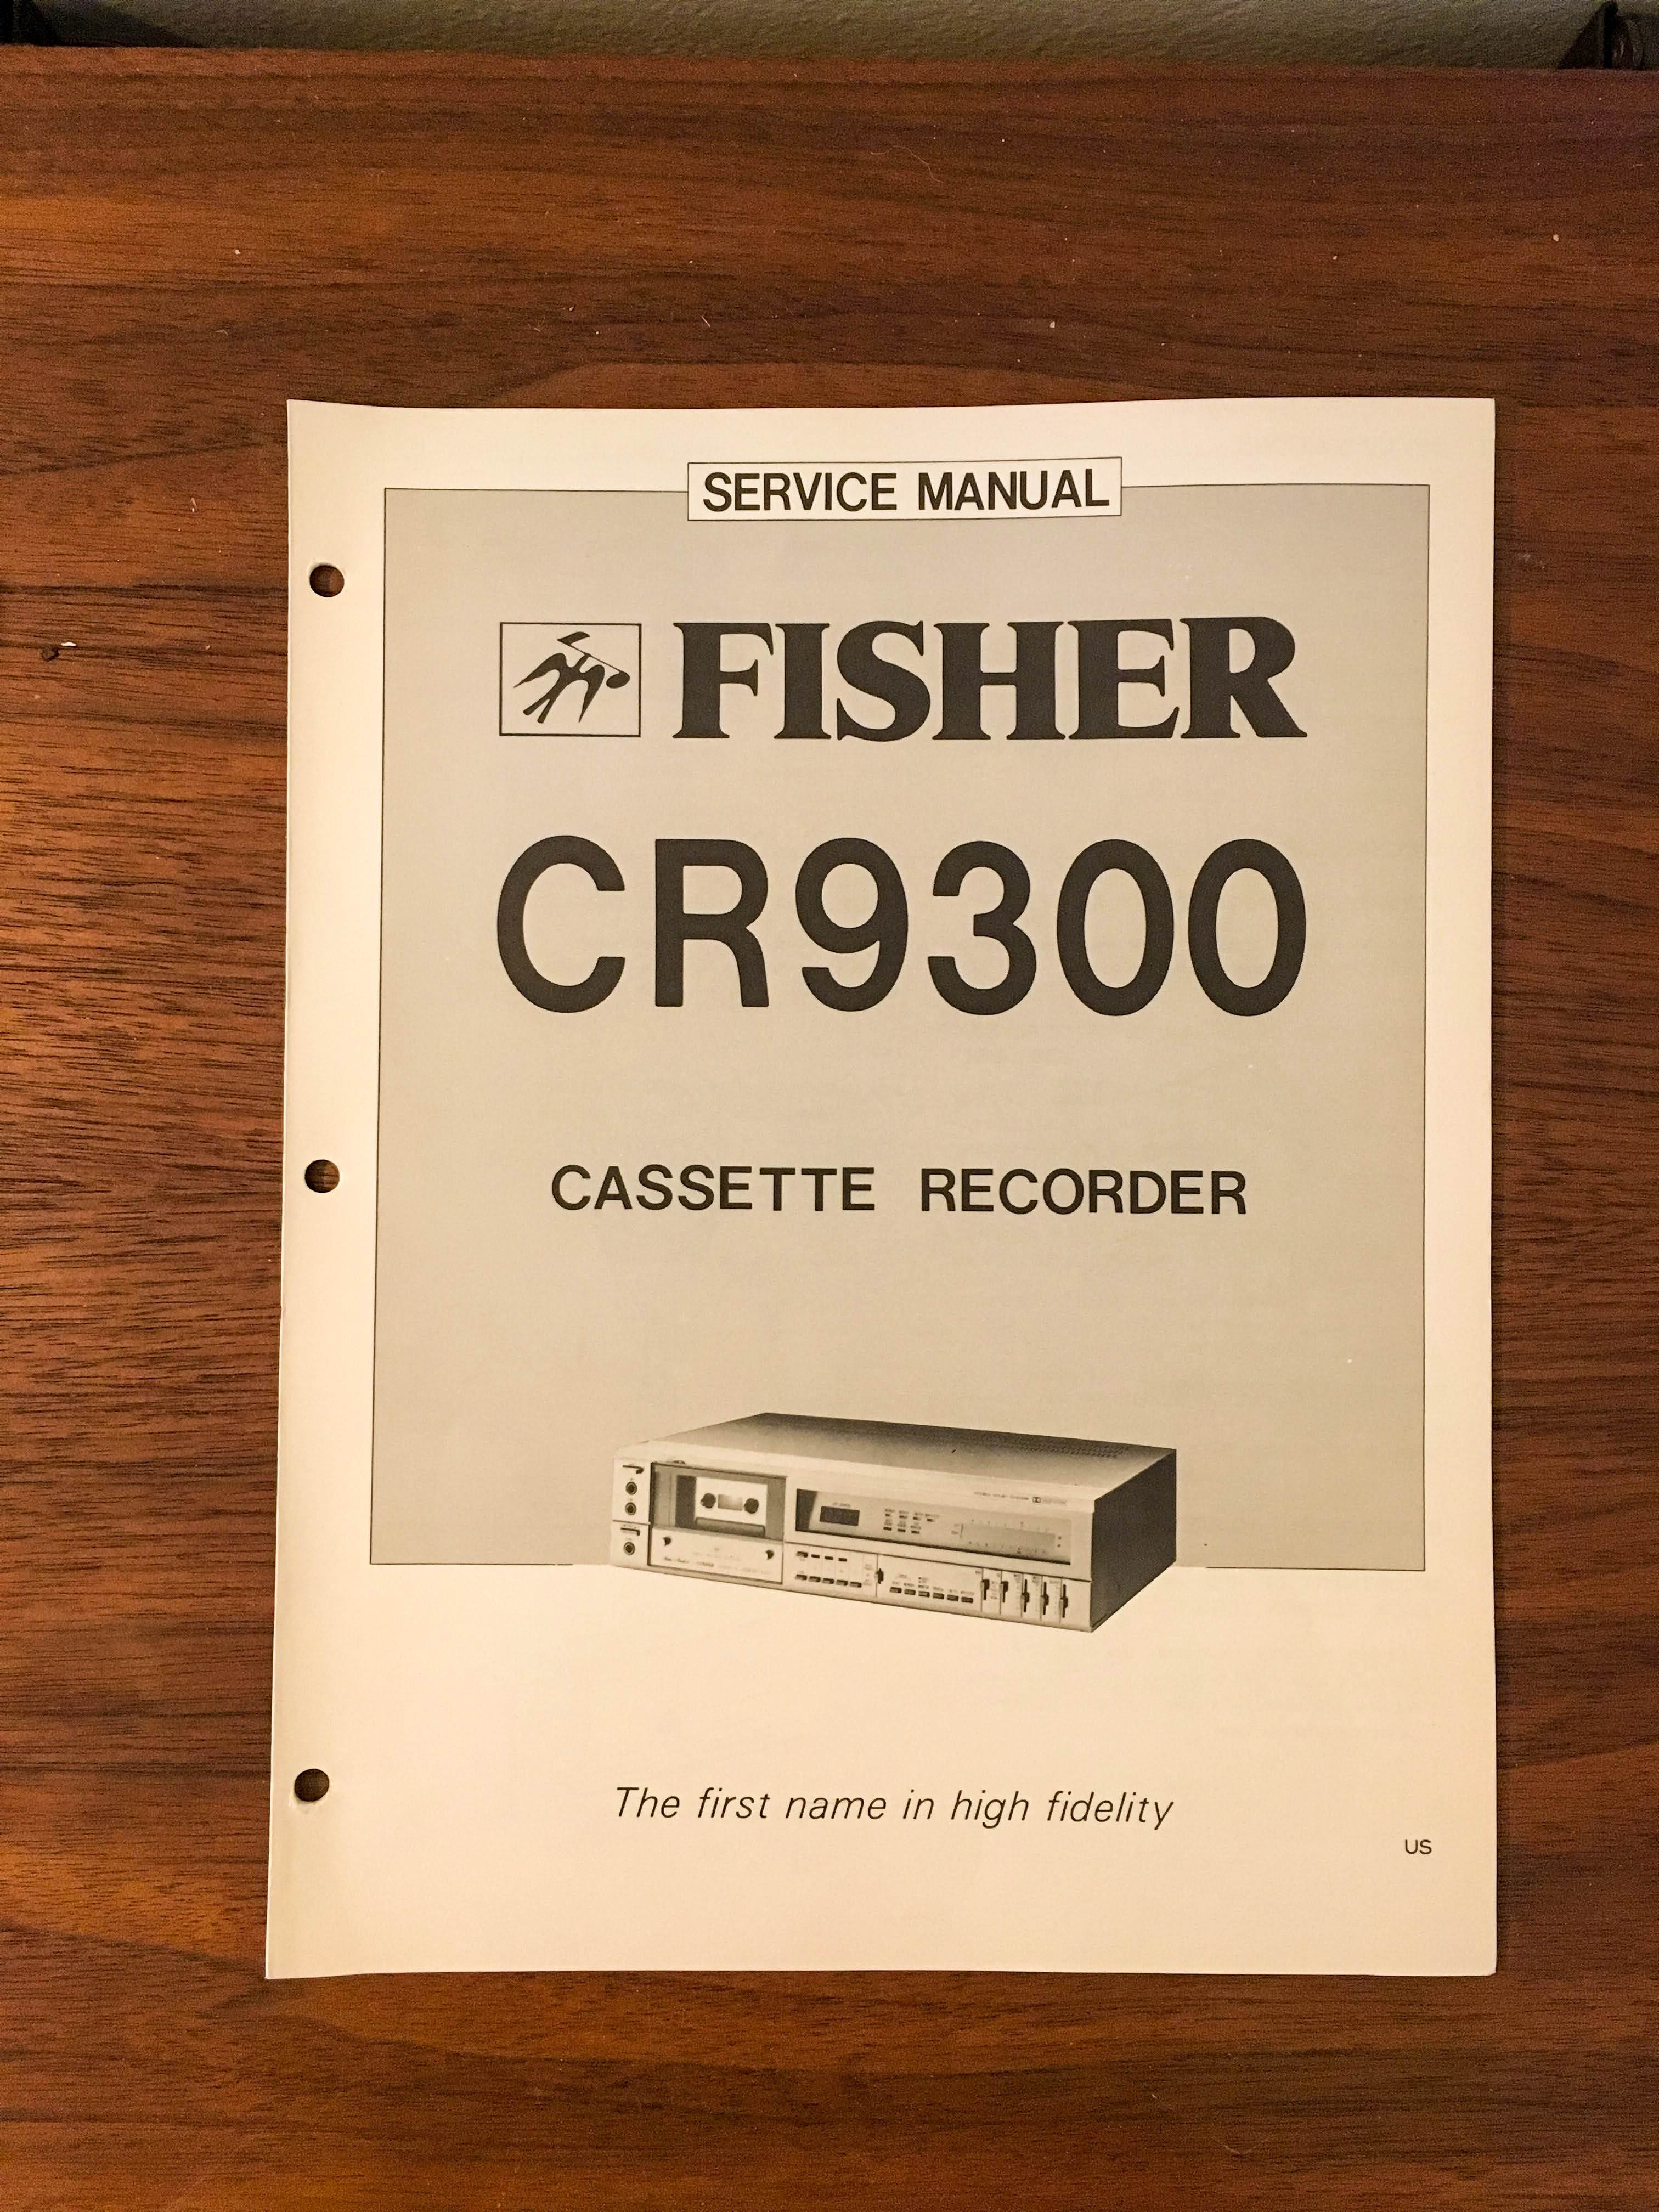 SERVICE MANUAL
FISHER
CR9300
CASSETTE RECORDER
The first name in high fidelity
US